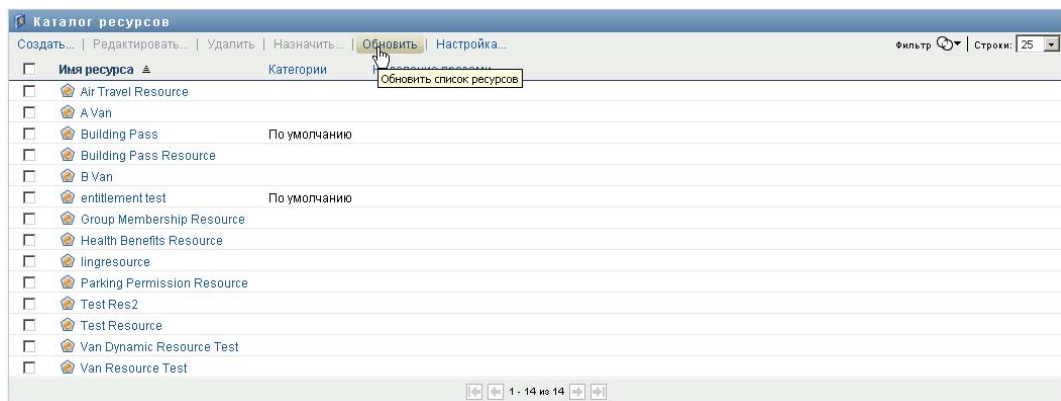 Каталог ресурсов
Создать... | Редактировать... | Удалить | Назначить... | Обновить | Настройка... Фильтр | Строки: 25
Имя ресурса Категории
Обновить список ресурсов
Air Travel Resource
A Van
Building Pass По умолчанию
Building Pass Resource
B Van
entitlement test По умолчанию
Group Membership Resource
Health Benefits Resource
lingresource
Parking Permission Resource
Test Res2
Test Resource
Van Dynamic Resource Test
Van Resource Test
1 - 14 из 14